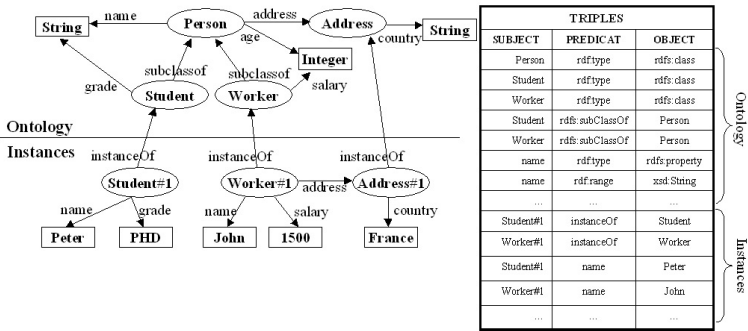 name
Person
address
Address
String
age
country
String
Integer
grade
subclassof
subclassof
salary
Student
Worker
Ontology
Instances
instanceOf
instanceOf
instanceOf
Student#1
Worker#1
address
Address#1
name
grade
name
salary
country
Peter
PHD
John
1500
France
TRIPLES
SUBJECT PREDICAT OBJECT
Person rdf:type rdfs:class
Student rdf:type rdfs:class
Worker rdf:type rdfs:class
Student rdfs:subClassOf Person
Worker rdfs:subClassOf Person
name rdf:type rdfs:property
name rdf:range xsd:String
... ... ...
Student#1 instanceOf Student
Worker#1 instanceOf Worker
Student#1 name Peter
Worker#1 name John
... ... ...
Ontology
Instances